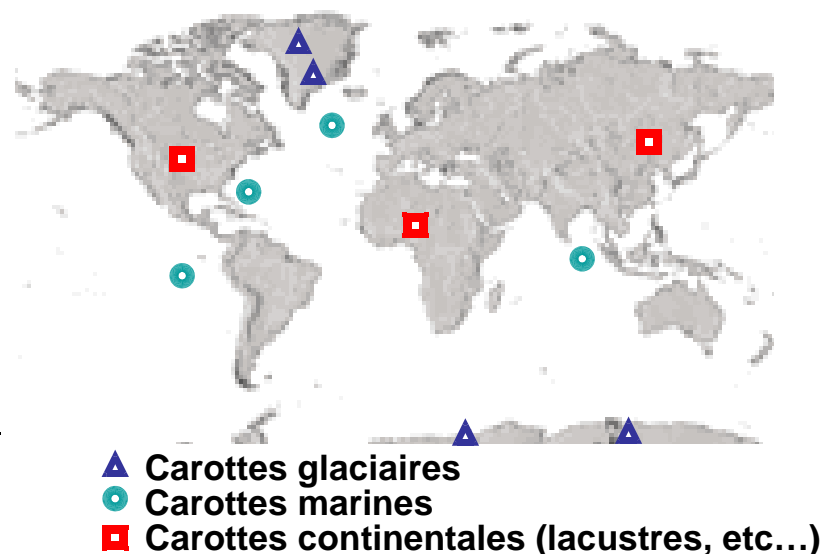 Carottes glaciaires
Carottes marines
Carottes continentales (lacustres, etc…)